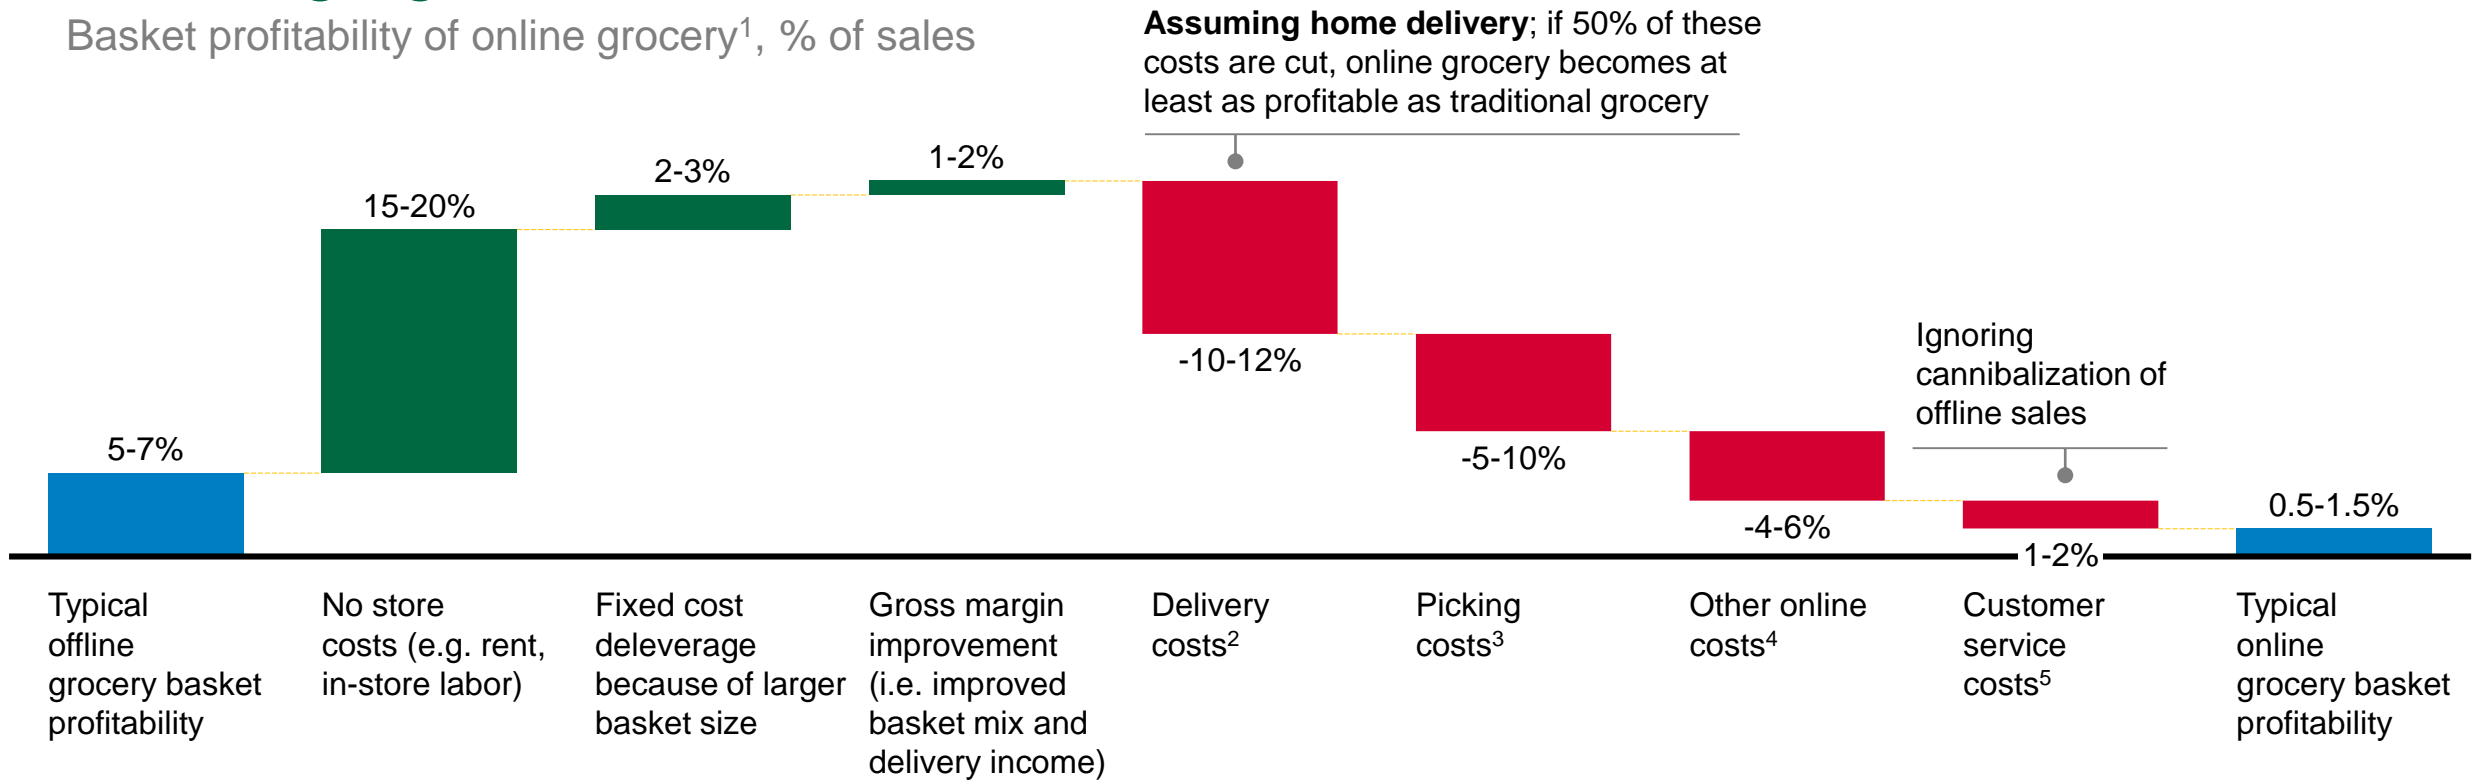 Basket profitability of online grocery¹, % of sales
Assuming home delivery; if 50% of these
costs are cut, online grocery becomes at
least as profitable as traditional grocery
5-7%
15-20%
2-3%
1-2%
-10-12%
-5-10%
-4-6%
Ignoring
cannibalization of
offline sales
1-2%
0.5-1.5%
Typical
offline
grocery basket
profitability
No store
costs (e.g. rent,
in-store labor)
Fixed cost
deleverage
because of larger
basket size
Gross margin
improvement
(i.e. improved
basket mix and
delivery income)
Delivery
costs²
Picking
costs³
Other online
costs⁴
Customer
service
costs⁵
Typical
online
grocery basket
profitability